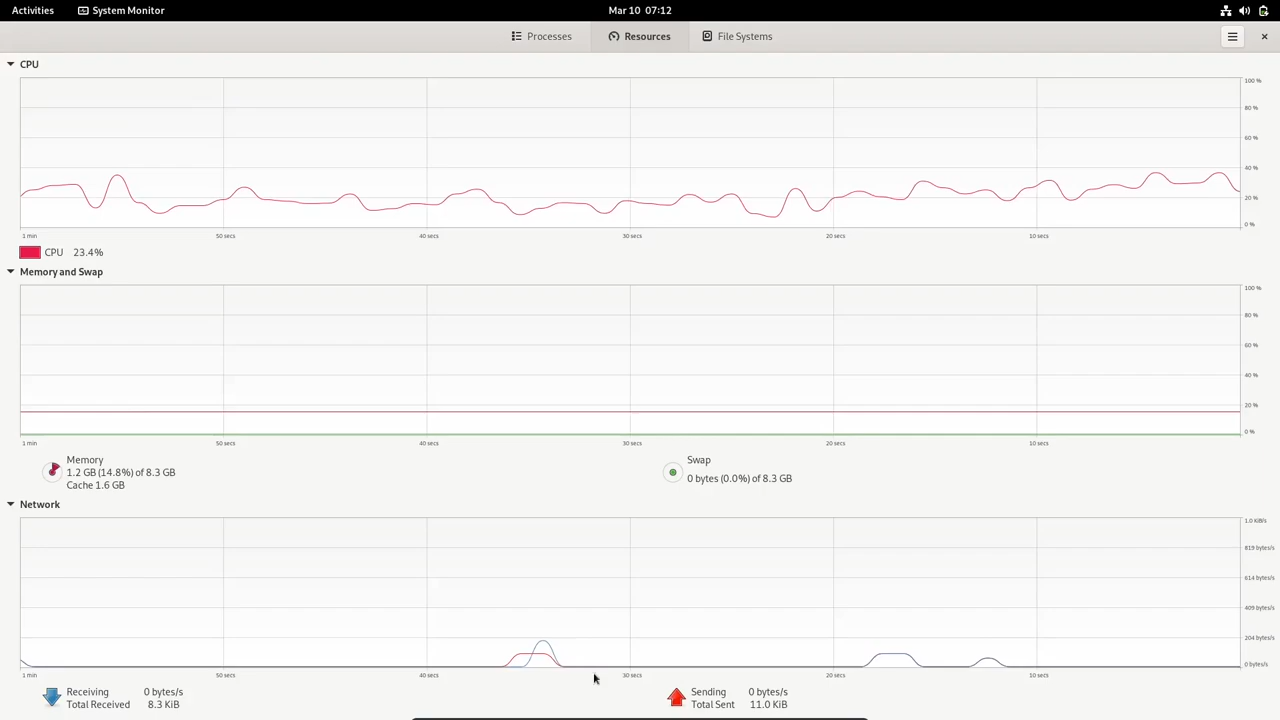 Activities System Monitor Mar 10 07:12
Processes Resources File Systems
CPU
100 %
80 %
60 %
40 %
20 %
0 %
1 min 50 secs 40 secs 30 secs 20 secs 10 secs
CPU 23.4%
Memory and Swap
100 %
80 %
60 %
40 %
20 %
0 %
1 min 50 secs 40 secs 30 secs 20 secs 10 secs
Memory
1.2 GB (14.8%) of 8.3 GB
Cache 1.6 GB
Swap
0 bytes (0.0%) of 8.3 GB
Network
1.0 KiB/s
819 bytes/s
614 bytes/s
409 bytes/s
204 bytes/s
0 bytes/s
1 min 50 secs 40 secs 30 secs 20 secs 10 secs
Receiving 0 bytes/s
Total Received 8.3 KiB
Sending 0 bytes/s
Total Sent 11.0 KiB